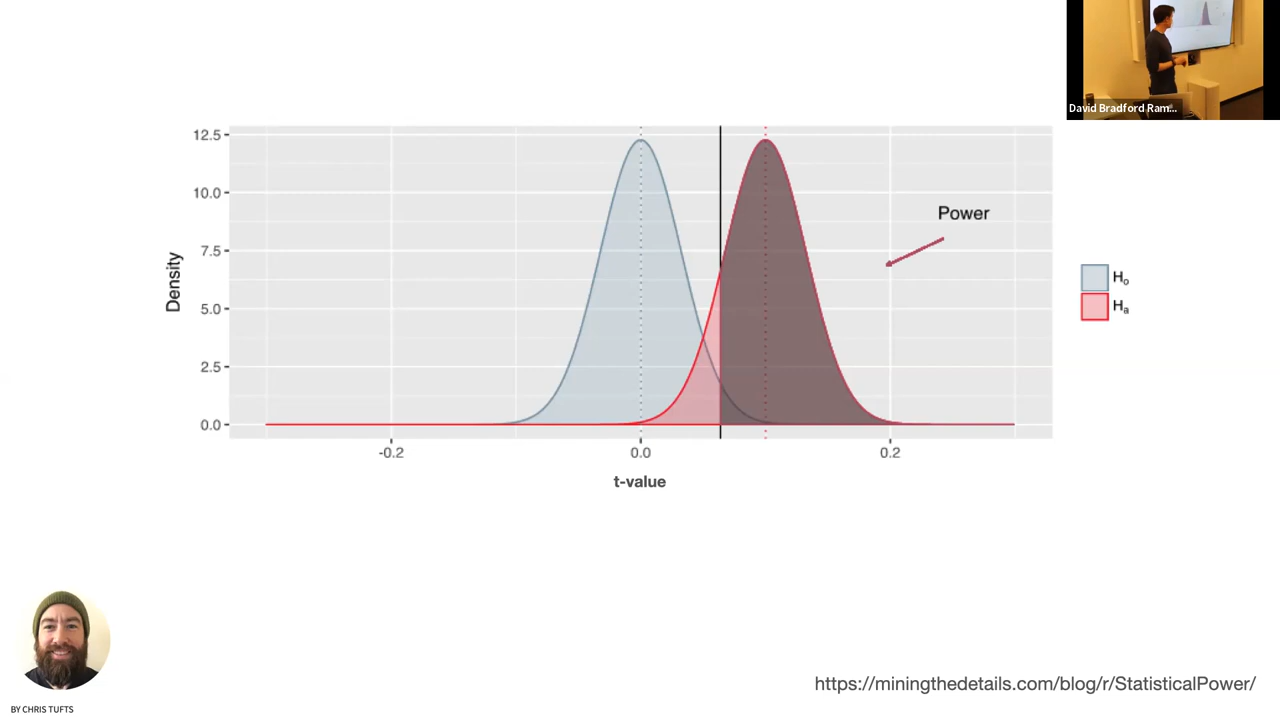 David Bradford Ram...
12.5
10.0
Power
7.5
Density
Hₒ
5.0
Hₐ
2.5
0.0
-0.2
0.0
0.2
t-value
https://miningthedetails.com/blog/r/StatisticalPower/
BY CHRIS TUFTS